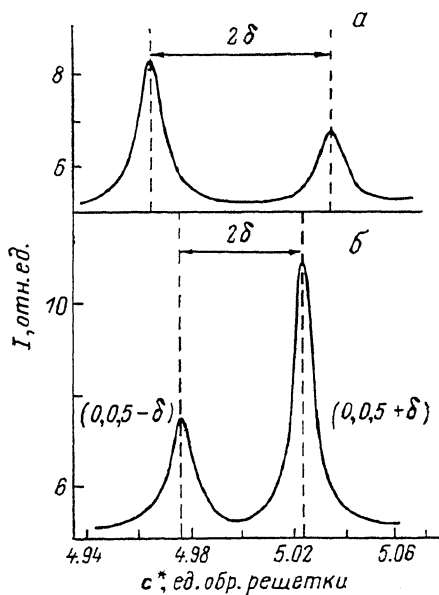 а
2δ
8
6
I, отн. ед.
2δ
б
10
(0,0,5-δ)
(0,0,5+δ)
6
4.94
4.98
5.02
5.06
c*, ед. обр. решетки